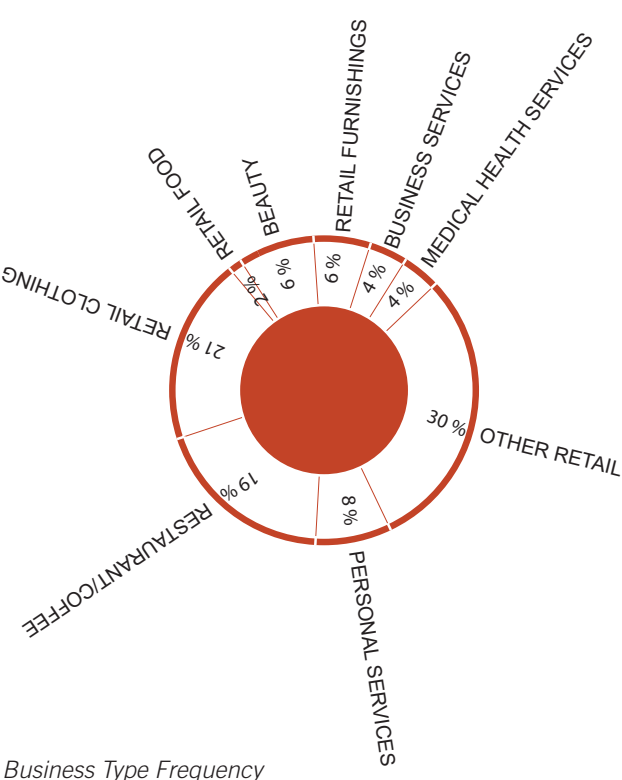 RETAIL FURNISHINGS
6 %
BUSINESS SERVICES
4 %
MEDICAL HEALTH SERVICES
4 %
OTHER RETAIL
30 %
PERSONAL SERVICES
8 %
RESTAURANT/COFFEE
19 %
RETAIL CLOTHING
21 %
RETAIL FOOD
2 %
BEAUTY
6 %
Business Type Frequency